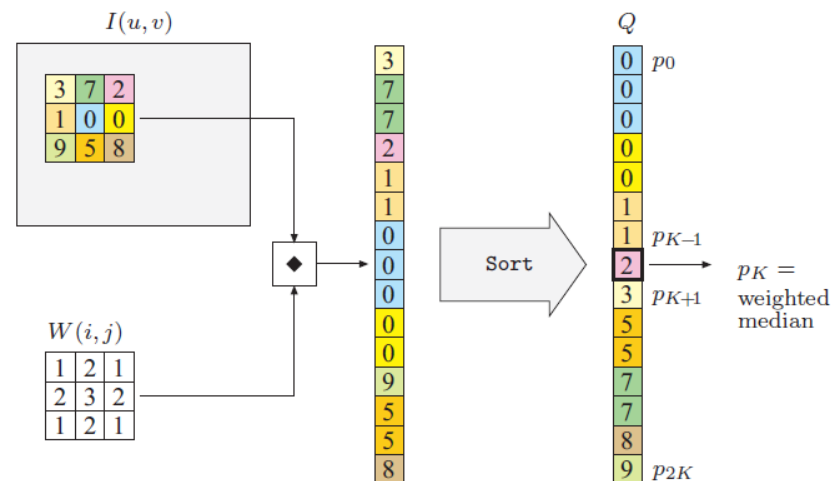 I(u, v)
3 7 2
1 0 0
9 5 8
W(i, j)
1 2 1
2 3 2
1 2 1
3
7
7
2
1
1
0
0
0
0
0
9
5
5
8
Sort
Q
0 p0
0
0
0
0
1
1 pK−1
2
3 pK+1
5
5
7
7
8
9 p2K
pK =
weighted
median